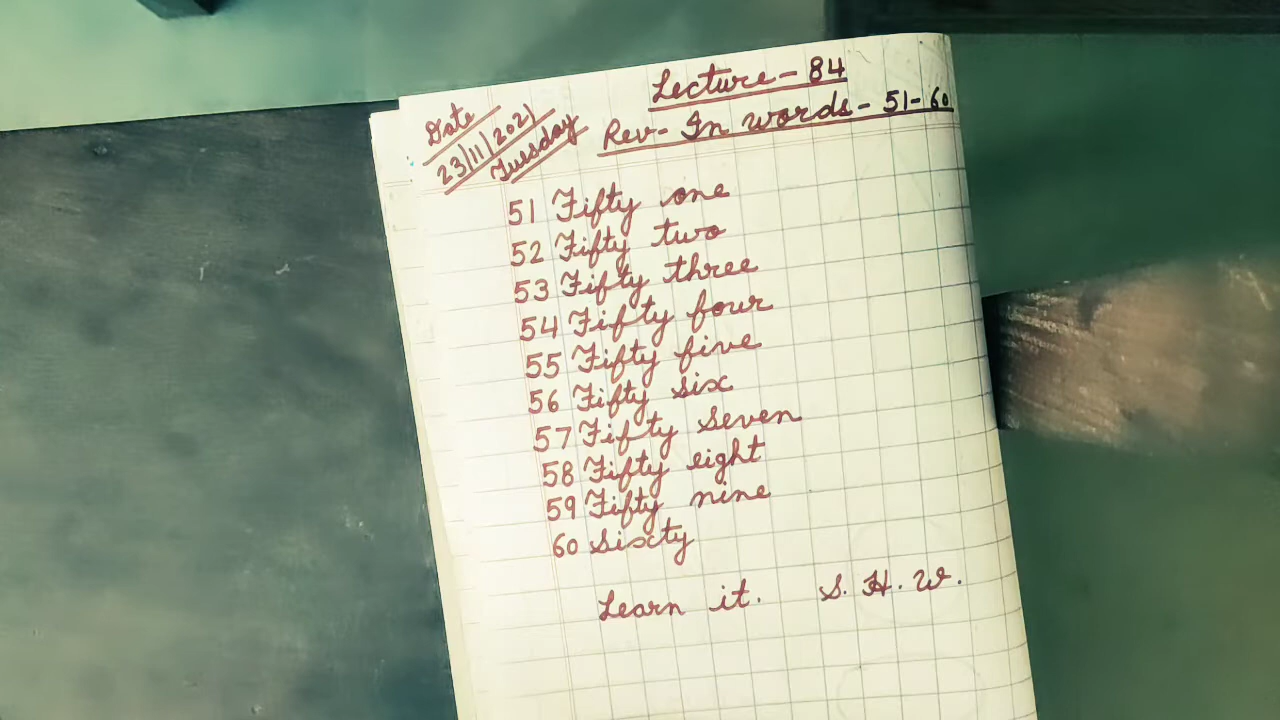 Lecture - 84
Date
23/11/2021
Tuesday
Rev- In words - 51-60
51 Fifty one
52 Fifty two
53 Fifty three
54 Fifty four
55 Fifty five
56 Fifty six
57 Fifty seven
58 Fifty eight
59 Fifty nine
60 Sixty
Learn it. S. H. W.